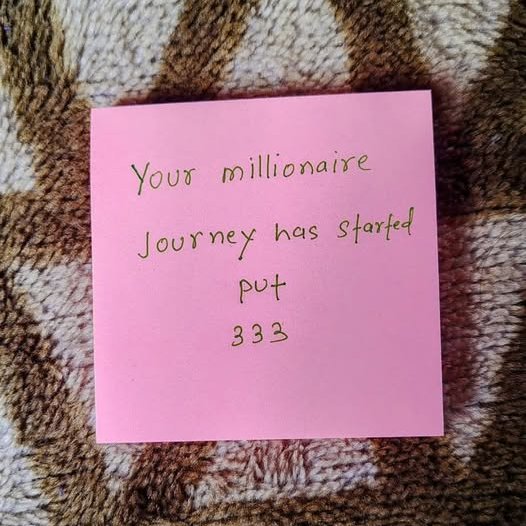 Your millionaire
Journey has started
put
333